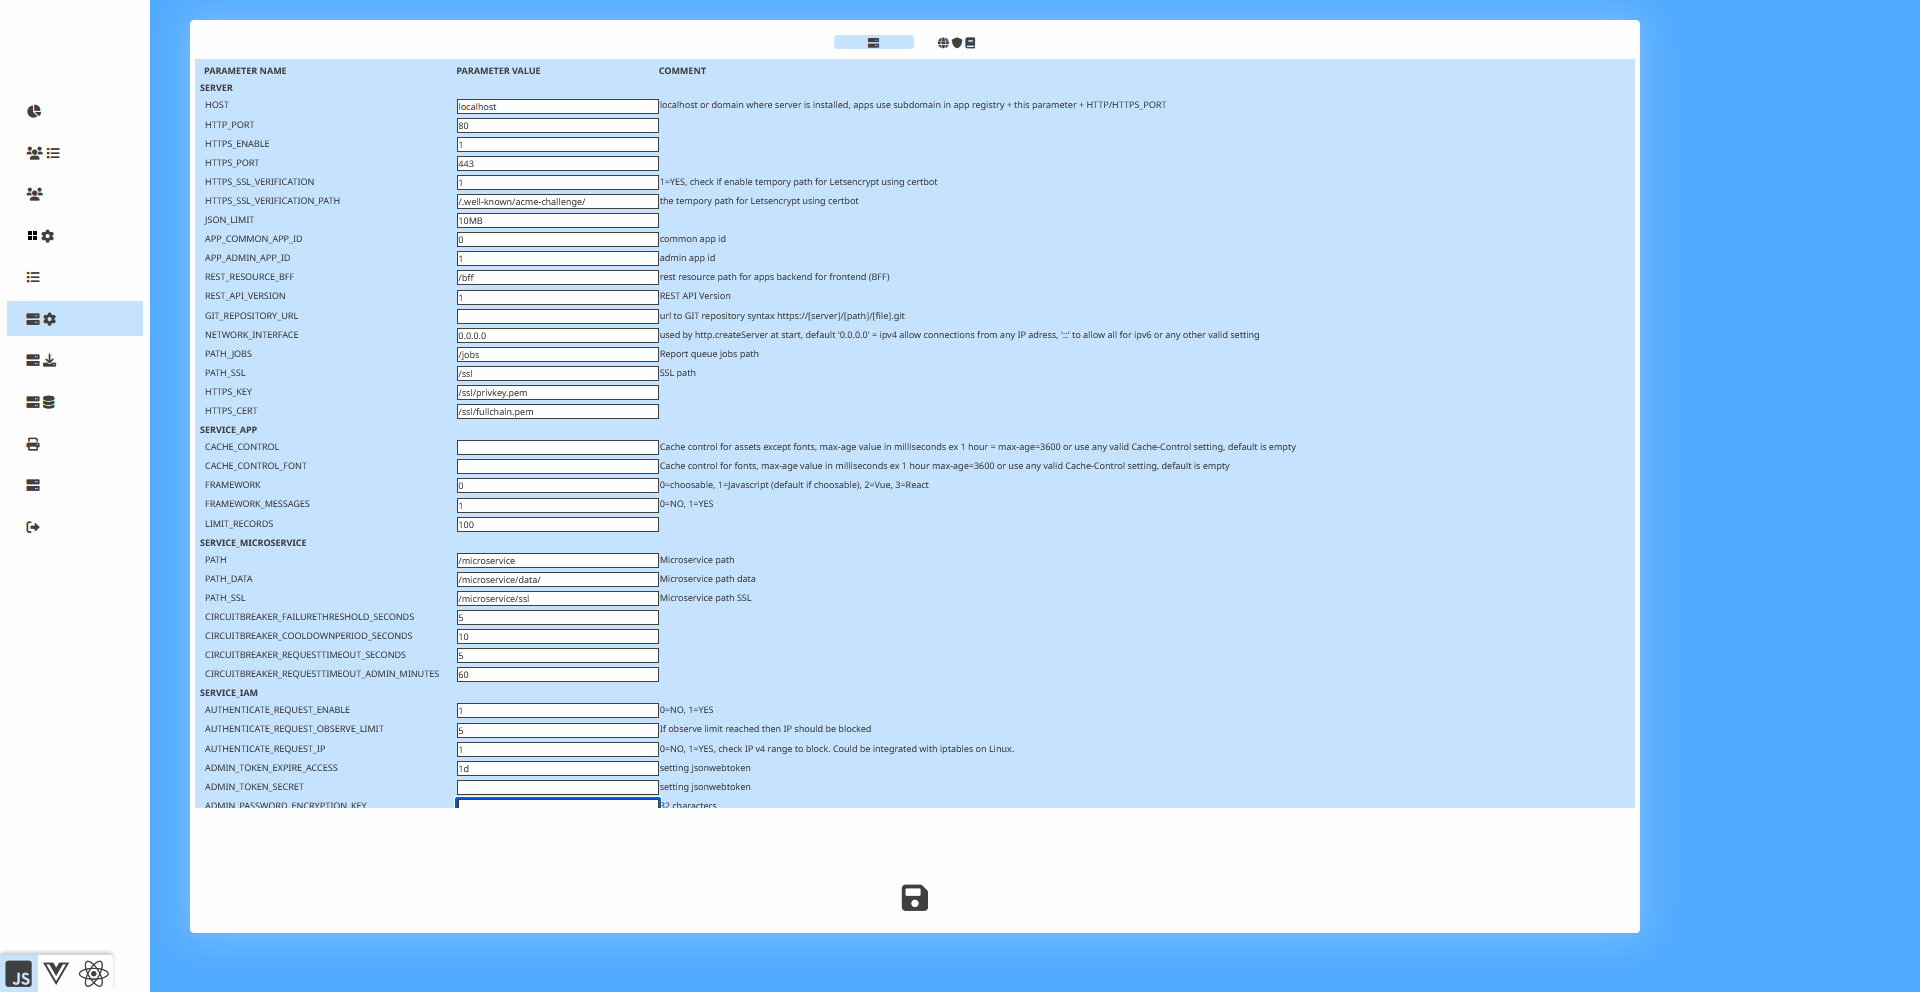 PARAMETER NAME PARAMETER VALUE COMMENT
SERVER
HOST localhost localhost or domain where server is installed, apps use subdomain in app registry + this parameter + HTTP/HTTPS_PORT
HTTP_PORT 80
HTTPS_ENABLE 1
HTTPS_PORT 443
HTTPS_SSL_VERIFICATION 1 1=YES, check if enable tempory path for Letsencrypt using certbot
HTTPS_SSL_VERIFICATION_PATH /.well-known/acme-challenge/ the tempory path for Letsencrypt using certbot
JSON_LIMIT 10MB
APP_COMMON_APP_ID 0 common app id
APP_ADMIN_APP_ID 1 admin app id
REST_RESOURCE_BFF /bff rest resource path for apps backend for frontend (BFF)
REST_API_VERSION 1 REST API Version
GIT_REPOSITORY_URL url to GIT repository syntax https://[server]/[path]/[file].git
NETWORK_INTERFACE 0.0.0.0 used by http.createServer at start, default '0.0.0.0' = ipv4 allow connections from any IP adress, '::' to allow all for ipv6 or any other valid setting
PATH_JOBS /jobs Report queue jobs path
PATH_SSL /ssl SSL path
HTTPS_KEY /ssl/privkey.pem
HTTPS_CERT /ssl/fullchain.pem
SERVICE_APP
CACHE_CONTROL Cache control for assets except fonts, max-age value in milliseconds ex 1 hour = max-age=3600 or use any valid Cache-Control setting, default is empty
CACHE_CONTROL_FONT Cache control for fonts, max-age value in milliseconds ex 1 hour max-age=3600 or use any valid Cache-Control setting, default is empty
FRAMEWORK 0 0=choosable, 1=Javascript (default if choosable), 2=Vue, 3=React
FRAMEWORK_MESSAGES 1 0=NO, 1=YES
LIMIT_RECORDS 100
SERVICE_MICROSERVICE
PATH /microservice Microservice path
PATH_DATA /microservice/data/ Microservice path data
PATH_SSL /microservice/ssl Microservice path SSL
CIRCUITBREAKER_FAILURETHRESHOLD_SECONDS 5
CIRCUITBREAKER_COOLDOWNPERIOD_SECONDS 10
CIRCUITBREAKER_REQUESTTIMEOUT_SECONDS 5
CIRCUITBREAKER_REQUESTTIMEOUT_ADMIN_MINUTES 60
SERVICE_IAM
AUTHENTICATE_REQUEST_ENABLE 1 0=NO, 1=YES
AUTHENTICATE_REQUEST_OBSERVE_LIMIT 5 If observe limit reached then IP should be blocked
AUTHENTICATE_REQUEST_IP 1 0=NO, 1=YES, check IP v4 range to block. Could be integrated with iptables on Linux.
ADMIN_TOKEN_EXPIRE_ACCESS 1d setting jsonwebtoken
ADMIN_TOKEN_SECRET setting jsonwebtoken
ADMIN_PASSWORD_ENCRYPTION_KEY 32 characters
JS